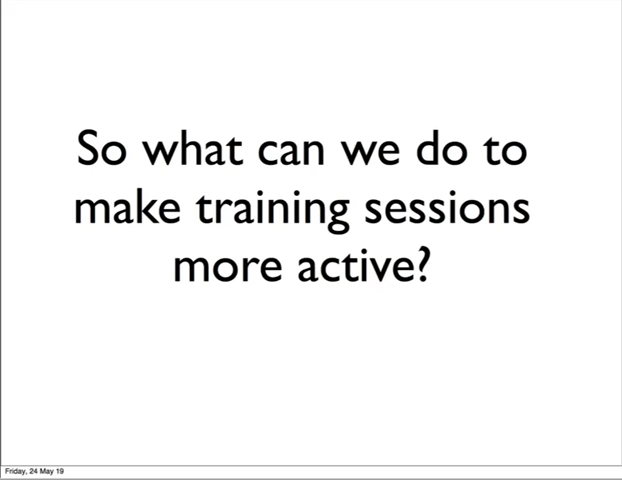 So what can we do to
make training sessions
more active?
Friday, 24 May 19